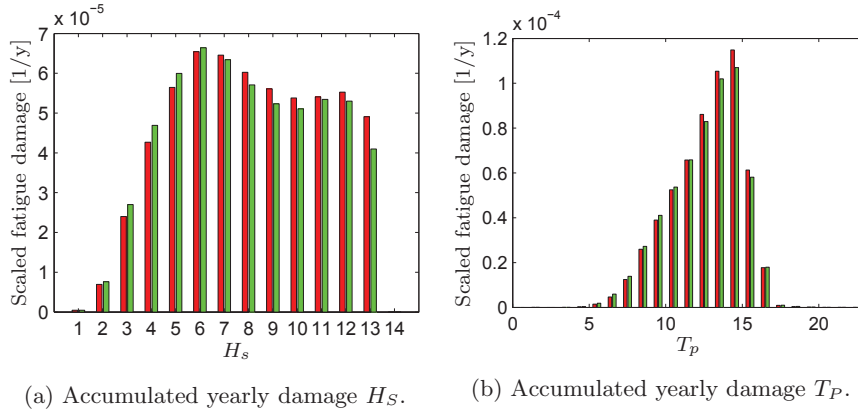 x 10⁻⁵
7
6
5
4
3
2
1
0
Scaled fatigue damage [1/y]
1 2 3 4 5 6 7 8 9 10 11 12 13 14
Hₛ
(a) Accumulated yearly damage H_S.
x 10⁻⁴
1.2
1
0.8
0.6
0.4
0.2
0
Scaled fatigue damage [1/y]
0 5 10 15 20
Tₚ
(b) Accumulated yearly damage T_P.